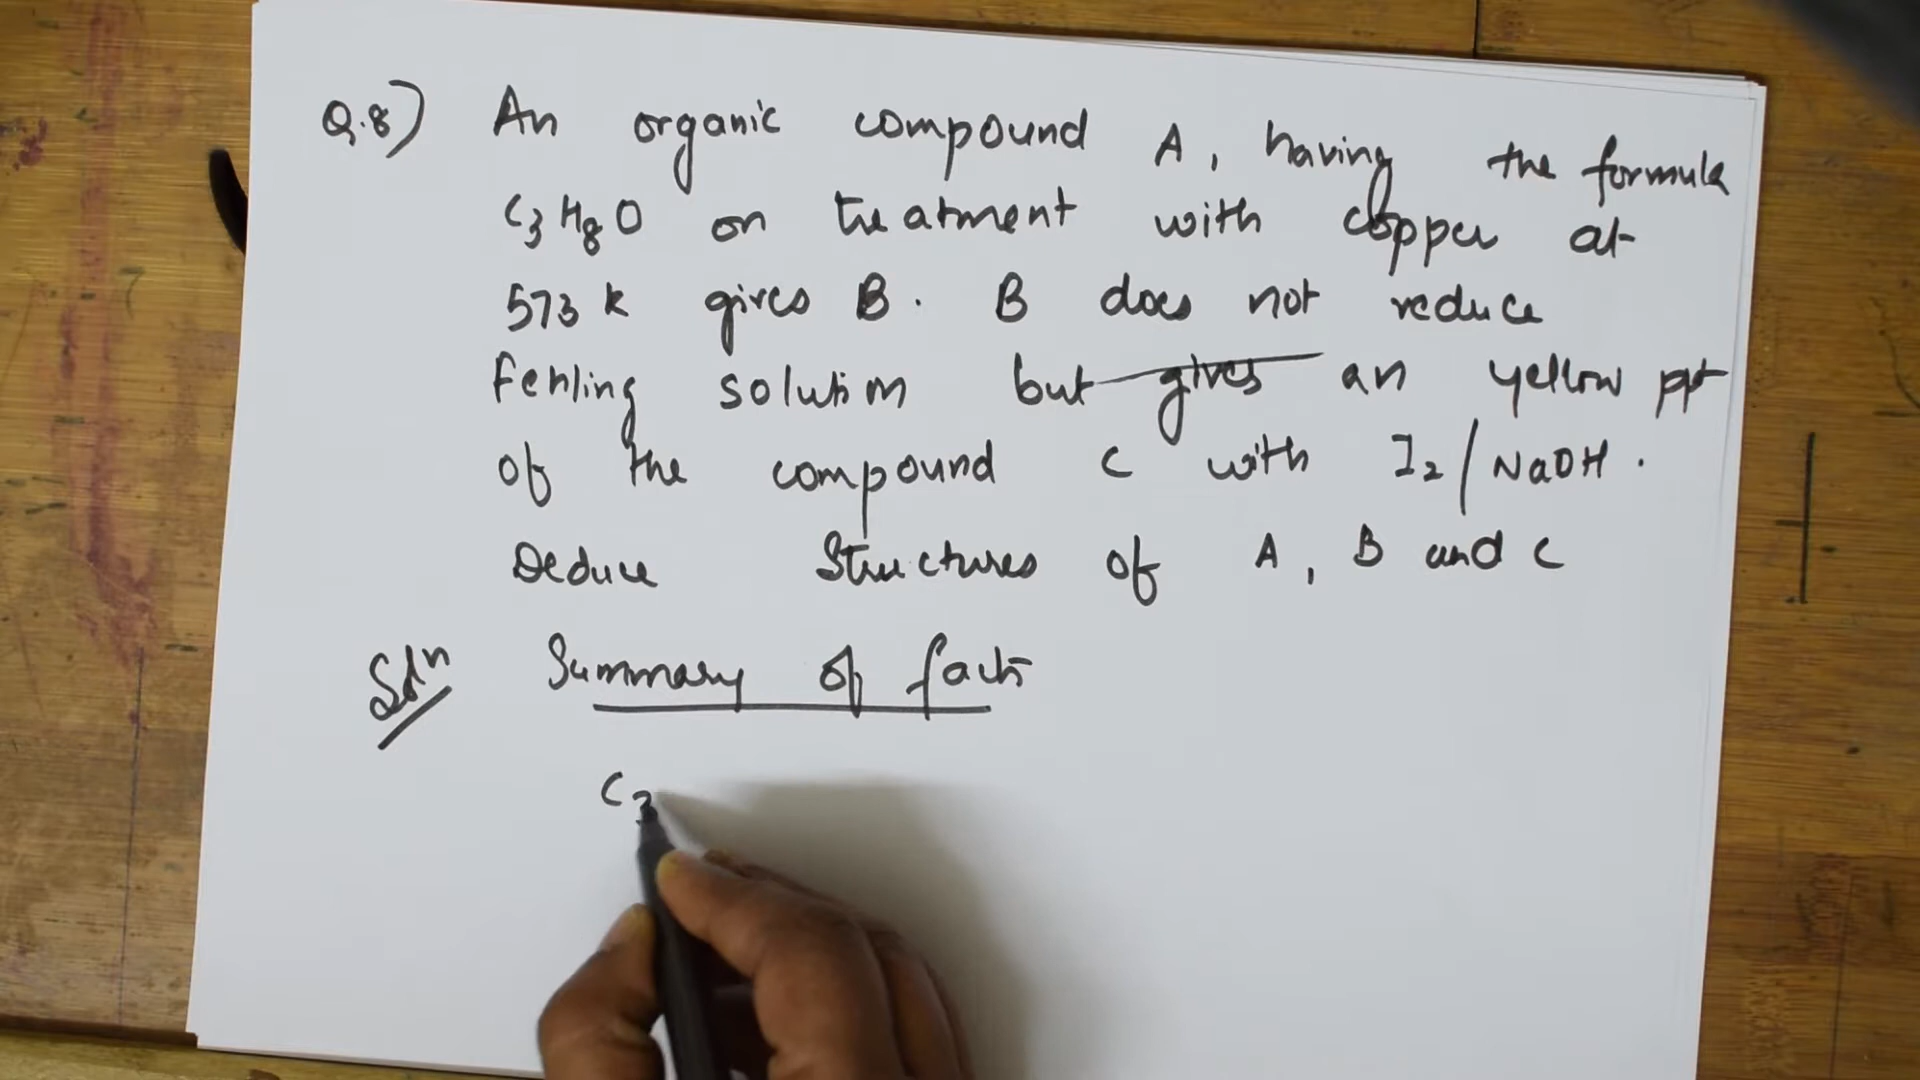 Q.8) An organic compound A, having the formula
C3H8O on treatment with copper at
573 K gives B. B does not reduce
Fehling solution but gives an yellow ppt
of the compound C with I2/NaOH.
Deduce Structures of A, B and C
Soln Summary of facts
C3